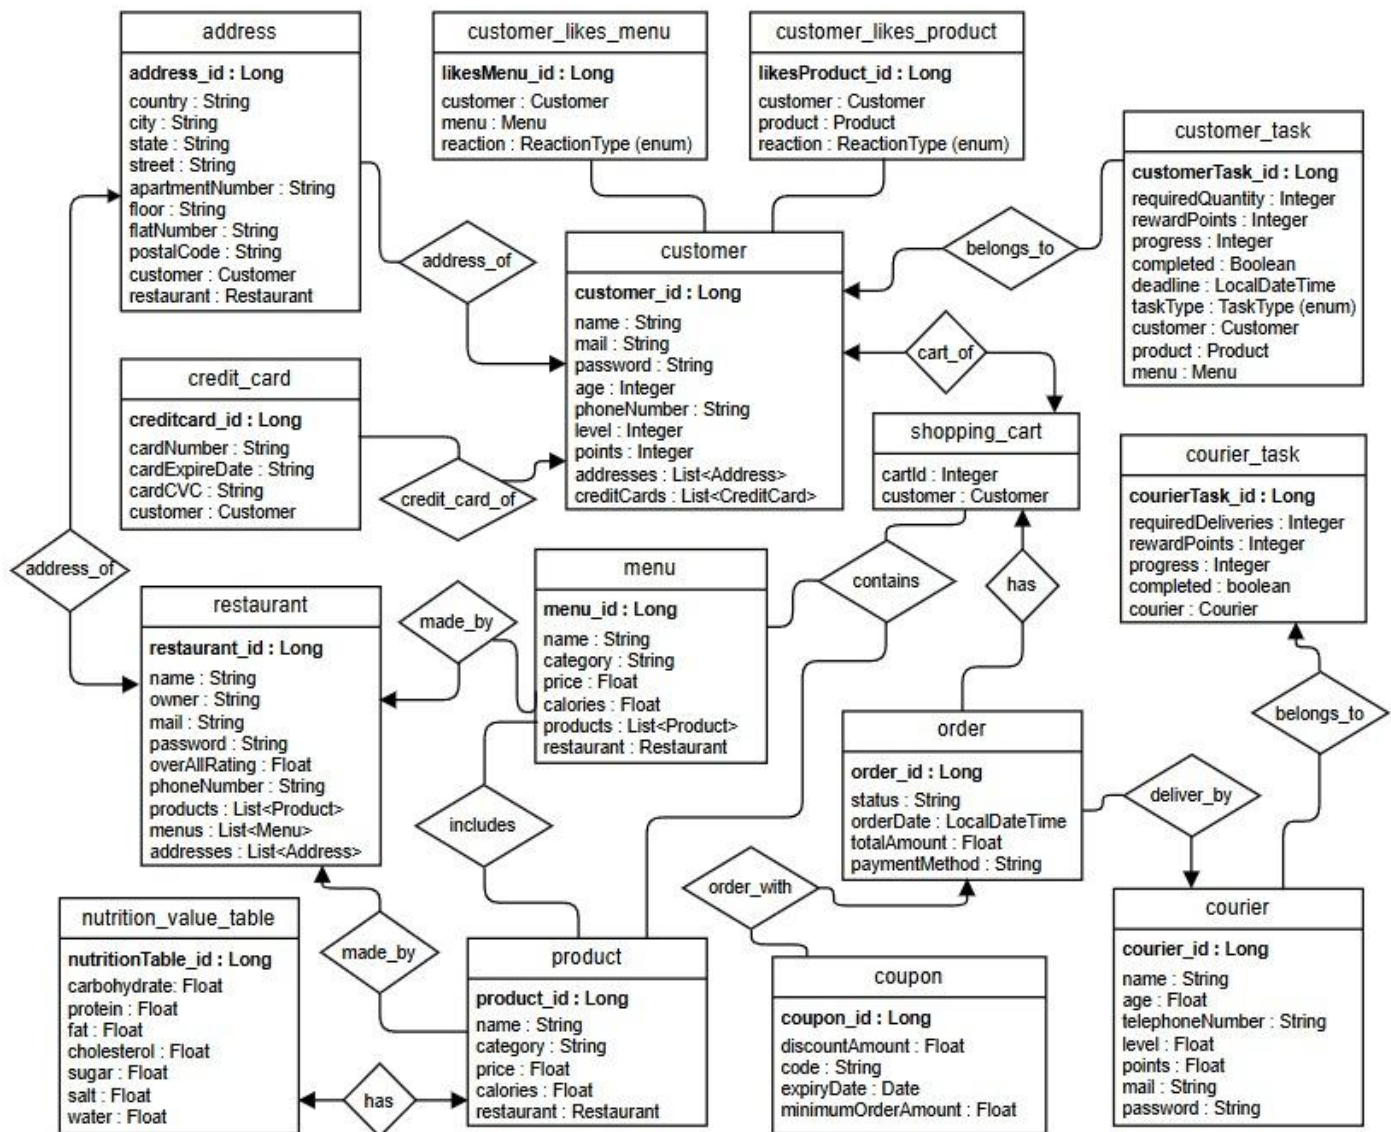 address
address_id : Long
country : String
city : String
state : String
street : String
apartmentNumber : String
floor : String
flatNumber : String
postalCode : String
customer : Customer
restaurant : Restaurant
customer_likes_menu
likesMenu_id : Long
customer : Customer
menu : Menu
reaction : ReactionType (enum)
customer_likes_product
likesProduct_id : Long
customer : Customer
product : Product
reaction : ReactionType (enum)
customer_task
customerTask_id : Long
requiredQuantity : Integer
rewardPoints : Integer
progress : Integer
completed : Boolean
deadline : LocalDateTime
taskType : TaskType (enum)
customer : Customer
product : Product
menu : Menu
address_of
customer
customer_id : Long
name : String
mail : String
password : String
age : Integer
phoneNumber : String
level : Integer
points : Integer
addresses : List<Address>
creditCards : List<CreditCard>
belongs_to
cart_of
credit_card
creditcard_id : Long
cardNumber : String
cardExpireDate : String
cardCVC : String
customer : Customer
credit_card_of
shopping_cart
cartId : Integer
customer : Customer
courier_task
courierTask_id : Long
requiredDeliveries : Integer
rewardPoints : Integer
progress : Integer
completed : boolean
courier : Courier
address_of
restaurant
restaurant_id : Long
name : String
owner : String
mail : String
password : String
overAllRating : Float
phoneNumber : String
products : List<Product>
menus : List<Menu>
addresses : List<Address>
made_by
menu
menu_id : Long
name : String
category : String
price : Float
calories : Float
products : List<Product>
restaurant : Restaurant
contains
has
belongs_to
order
order_id : Long
status : String
orderDate : LocalDateTime
totalAmount : Float
paymentMethod : String
deliver_by
includes
order_with
nutrition_value_table
nutritionTable_id : Long
carbohydrate: Float
protein : Float
fat : Float
cholesterol : Float
sugar : Float
salt : Float
water : Float
made_by
has
product
product_id : Long
name : String
category : String
price : Float
calories : Float
restaurant : Restaurant
coupon
coupon_id : Long
discountAmount : Float
code : String
expiryDate : Date
minimumOrderAmount : Float
courier
courier_id : Long
name : String
age : Float
telephoneNumber : String
level : Float
points : Float
mail : String
password : String